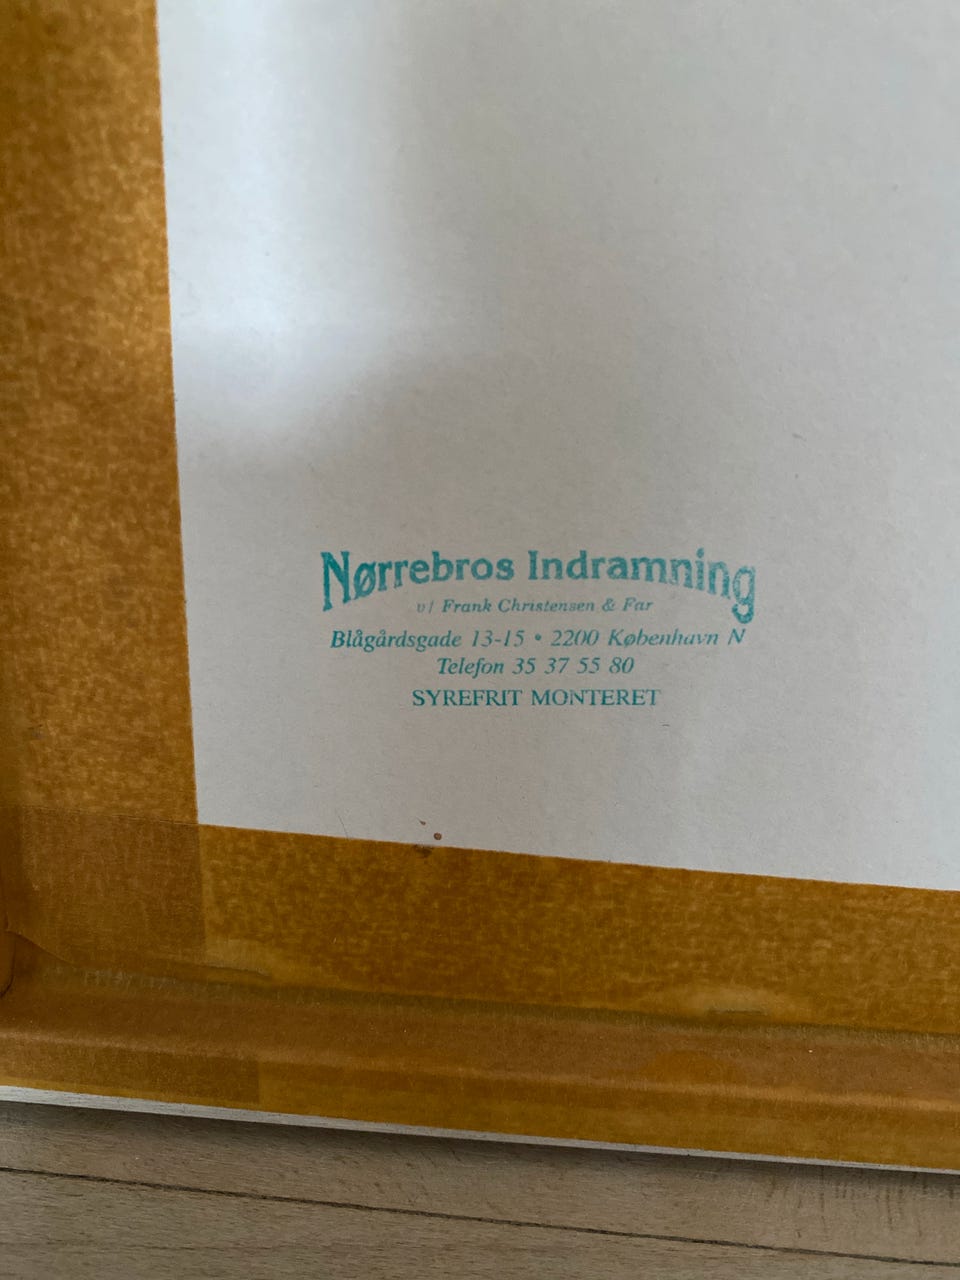 Nørrebros Indramning
v/ Frank Christensen & Far
Blågårdsgade 13-15 • 2200 København N
Telefon 35 37 55 80
SYREFRIT MONTERET